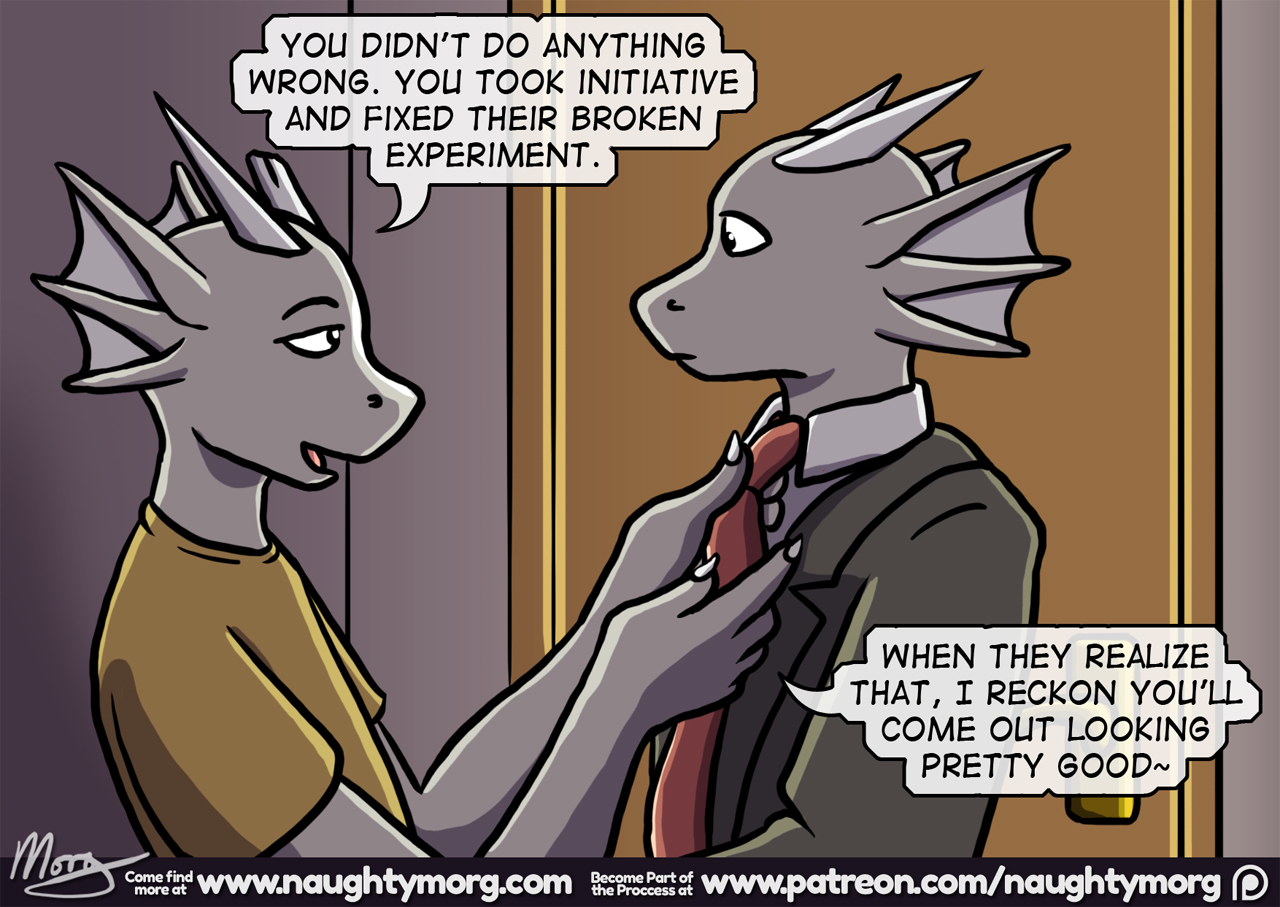 YOU DIDN'T DO ANYTHING
WRONG. YOU TOOK INITIATIVE
AND FIXED THEIR BROKEN
EXPERIMENT.
WHEN THEY REALIZE
THAT, I RECKON YOU'LL
COME OUT LOOKING
PRETTY GOOD~
Morg
Come find
more at
www.naughtymorg.com
Become Part of
the Proccess at
www.patreon.com/naughtymorg